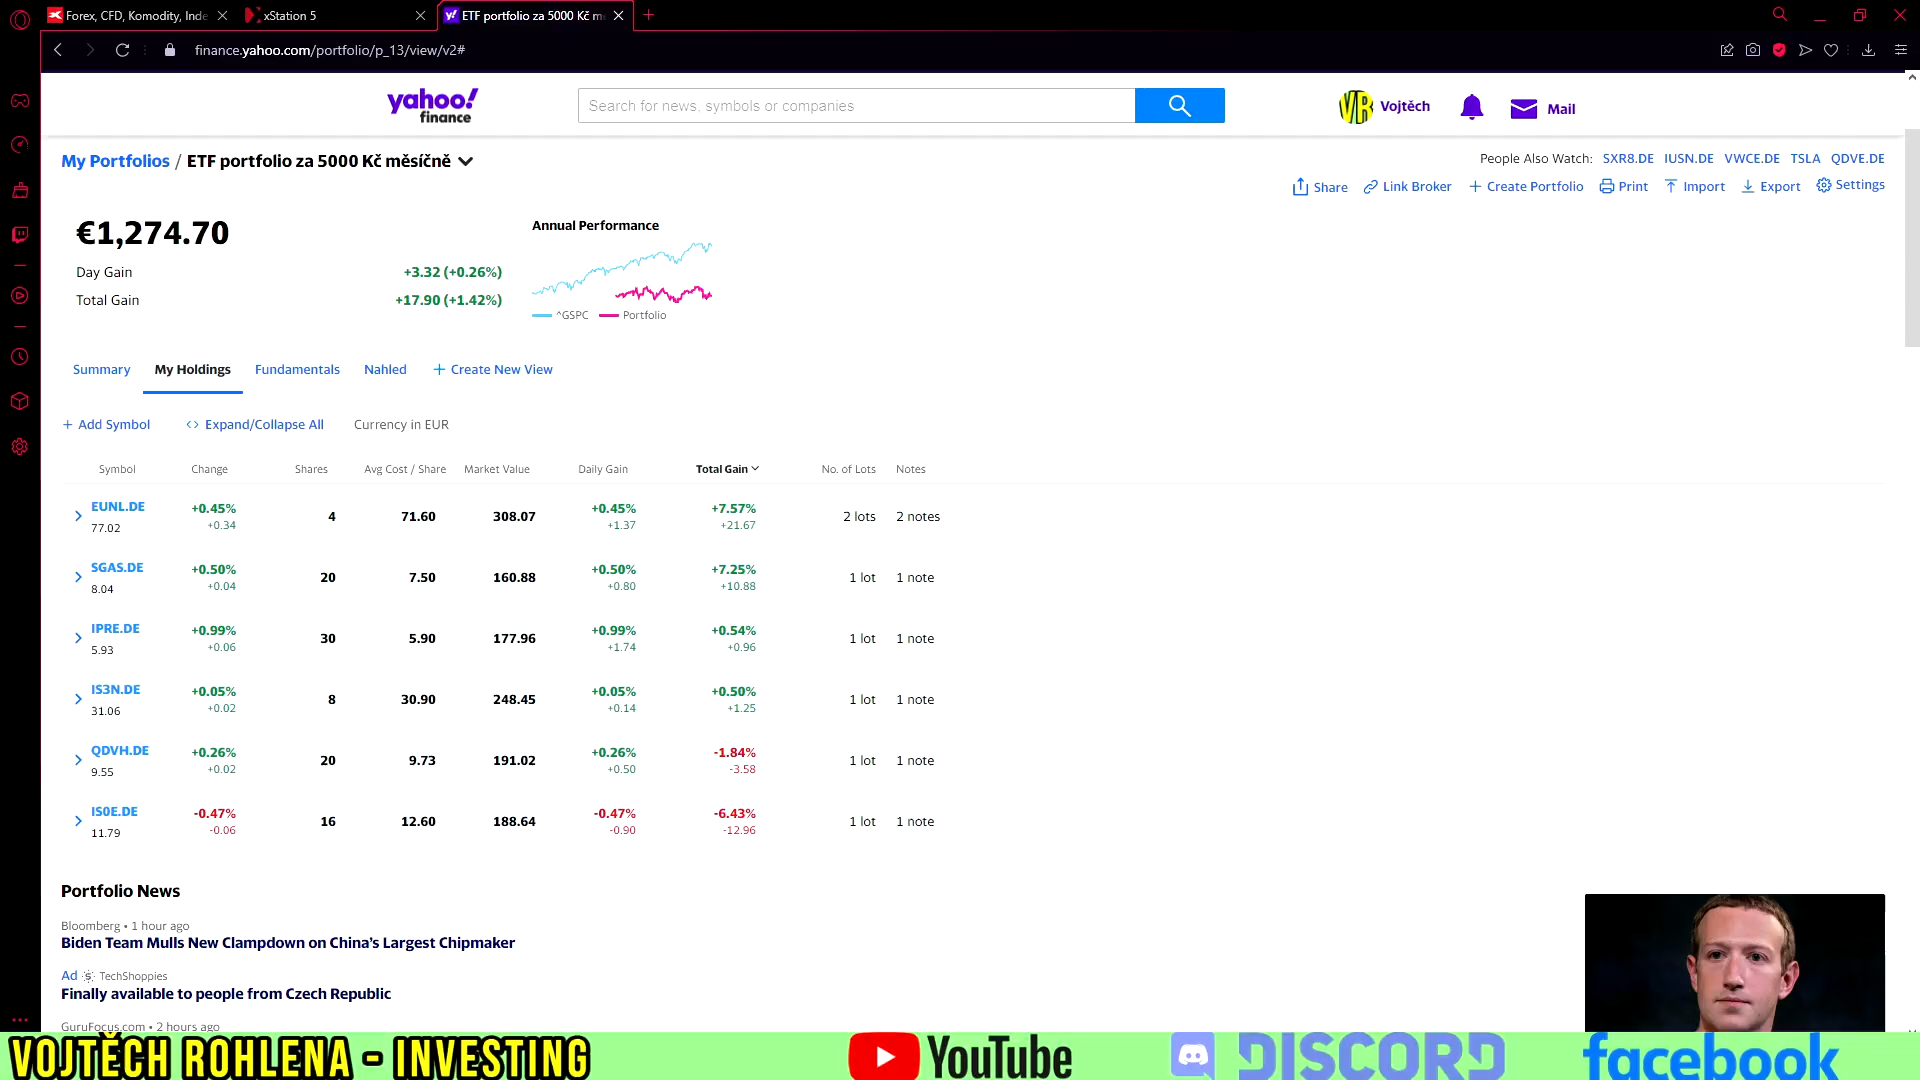 Forex, CFD, Komodity, Inde
xStation 5
ETF portfolio za 5000 Kč m
finance.yahoo.com/portfolio/p_13/view/v2#
yahoo!
finance
Search for news, symbols or companies
VR Vojtěch
Mail
My Portfolios / ETF portfolio za 5000 Kč měsíčně
People Also Watch: SXR8.DE IUSN.DE VWCE.DE TSLA QDVE.DE
Share Link Broker + Create Portfolio Print Import Export Settings
€1,274.70
Day Gain +3.32 (+0.26%)
Total Gain +17.90 (+1.42%)
Annual Performance
^GSPC Portfolio
Summary My Holdings Fundamentals Nahled + Create New View
+ Add Symbol <> Expand/Collapse All Currency in EUR
Symbol Change Shares Avg Cost / Share Market Value Daily Gain Total Gain No. of Lots Notes
EUNL.DE +0.45% 4 71.60 308.07 +0.45% +7.57% 2 lots 2 notes
77.02 +0.34 +1.37 +21.67
SGAS.DE +0.50% 20 7.50 160.88 +0.50% +7.25% 1 lot 1 note
8.04 +0.04 +0.80 +10.88
IPRE.DE +0.99% 30 5.90 177.96 +0.99% +0.54% 1 lot 1 note
5.93 +0.06 +1.74 +0.96
IS3N.DE +0.05% 8 30.90 248.45 +0.05% +0.50% 1 lot 1 note
31.06 +0.02 +0.14 +1.25
QDVH.DE +0.26% 20 9.73 191.02 +0.26% -1.84% 1 lot 1 note
9.55 +0.02 +0.50 -3.58
IS0E.DE -0.47% 16 12.60 188.64 -0.47% -6.43% 1 lot 1 note
11.79 -0.06 -0.90 -12.96
Portfolio News
Bloomberg • 1 hour ago
Biden Team Mulls New Clampdown on China's Largest Chipmaker
Ad TechShoppies
Finally available to people from Czech Republic
GuruFocus.com • 2 hours ago
VOJTĚCH ROHLENA - INVESTING YouTube DISCORD facebook